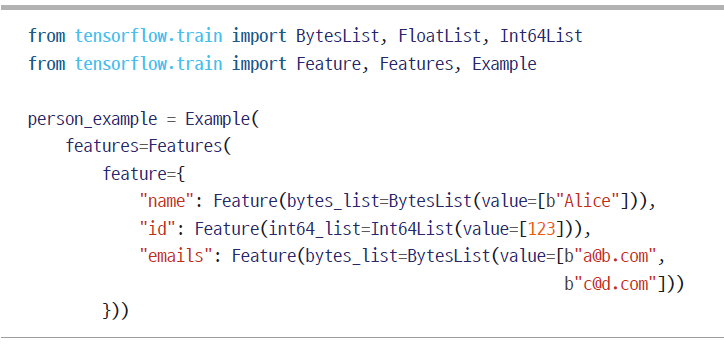 from tensorflow.train import BytesList, FloatList, Int64List
from tensorflow.train import Feature, Features, Example

person_example = Example(
    features=Features(
        feature={
            "name": Feature(bytes_list=BytesList(value=[b"Alice"])),
            "id": Feature(int64_list=Int64List(value=[123])),
            "emails": Feature(bytes_list=BytesList(value=[b"a@b.com",
                                                          b"c@d.com"]))
        }))